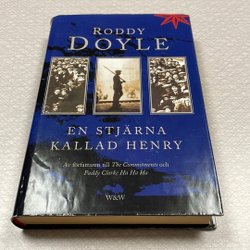 RODDY
DOYLE
EN STJÄRNA
KALLAD HENRY
Av författaren till The Commitments och
Paddy Clarke Ha Ha Ha
W&W